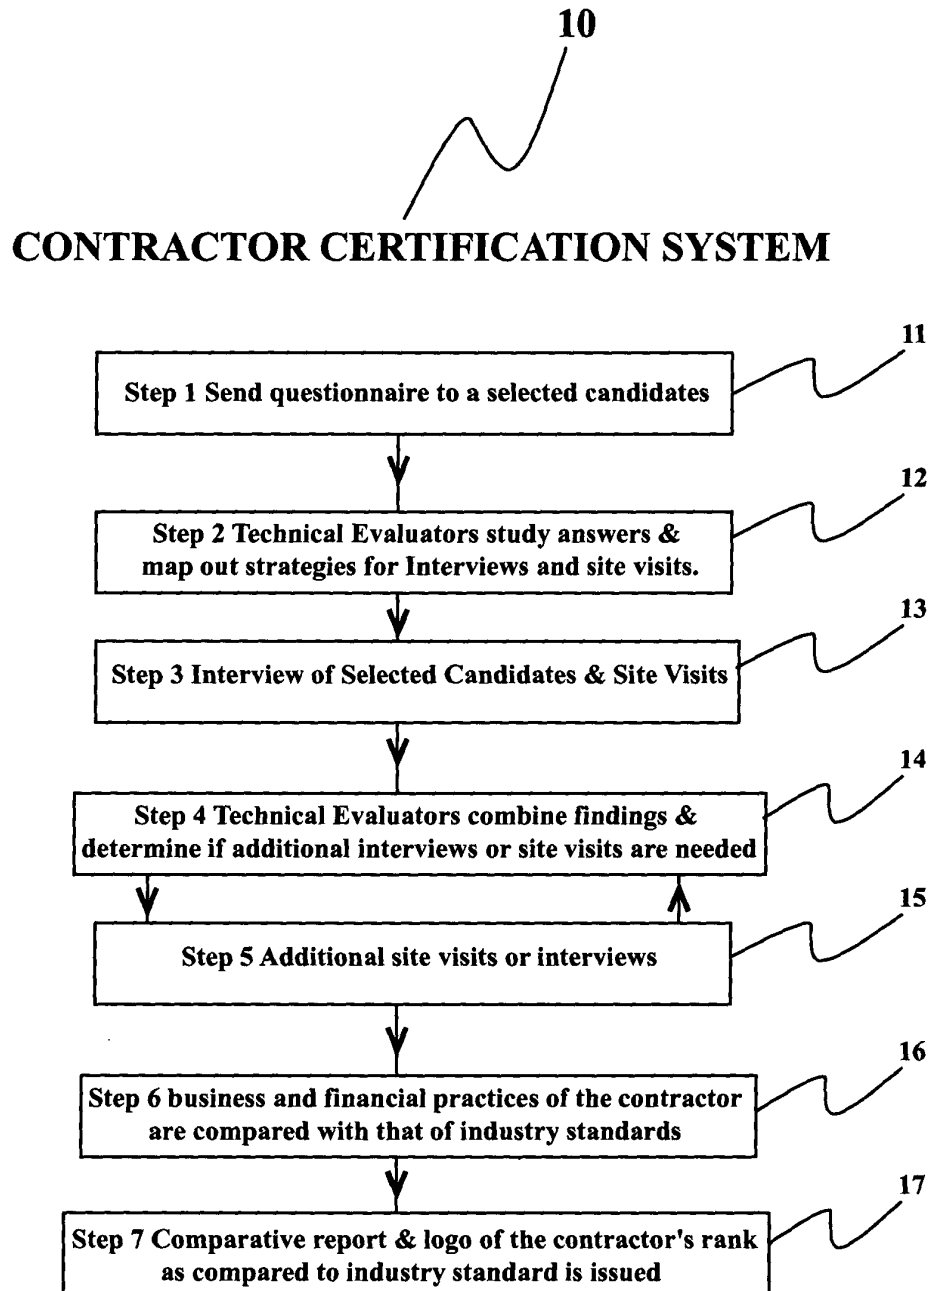 10
CONTRACTOR CERTIFICATION SYSTEM
11
Step 1 Send questionnaire to a selected candidates
12
Step 2 Technical Evaluators study answers &
map out strategies for Interviews and site visits.
13
Step 3 Interview of Selected Candidates & Site Visits
14
Step 4 Technical Evaluators combine findings &
determine if additional interviews or site visits are needed
15
Step 5 Additional site visits or interviews
16
Step 6 business and financial practices of the contractor
are compared with that of industry standards
17
Step 7 Comparative report & logo of the contractor's rank
as compared to industry standard is issued